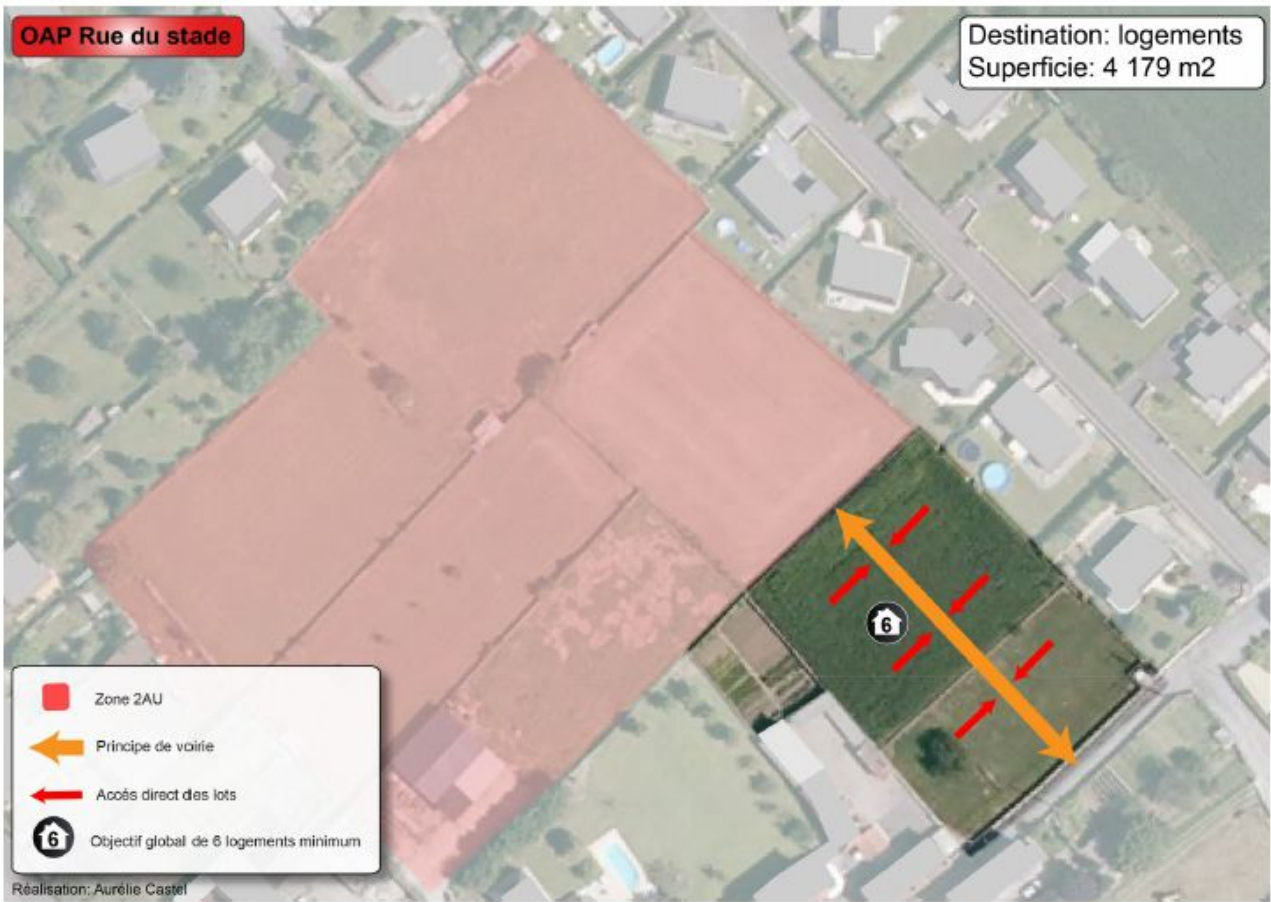 OAP Rue du stade
Destination: logements
Superficie: 4 179 m2
6
Zone 2AU
Principe de voirie
Accés direct des lots
6
Objectif global de 6 logements minimum
Réalisation: Aurélie Castel